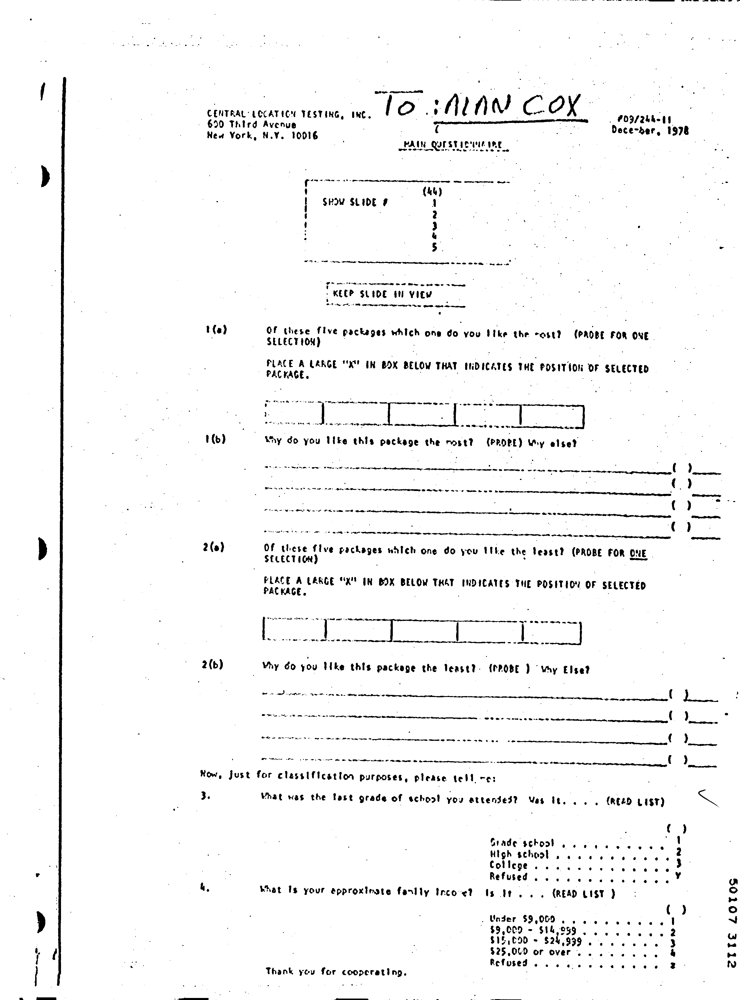 TO : ALAN COX
CENTRAL LOCATION TESTING, INC.
600 Third Avenue
New York, N.Y. 10016
#09/244-11
December, 1978
MAIN QUESTIONNAIRE
(44)
SHOW SLIDE # 1
2
3
4
5
KEEP SLIDE IN VIEW
1(a) Of these five packages which one do you like the most? (PROBE FOR ONE
SELECTION)
PLACE A LARGE "X" IN BOX BELOW THAT INDICATES THE POSITION OF SELECTED
PACKAGE.
1(b) Why do you like this package the most? (PROBE) Why else?
( )
( )
( )
( )
2(a) Of these five packages which one do you like the least? (PROBE FOR ONE
SELECTION)
PLACE A LARGE "X" IN BOX BELOW THAT INDICATES THE POSITION OF SELECTED
PACKAGE.
2(b) Why do you like this package the least? (PROBE ) Why Else?
( )
( )
( )
( )
Now, just for classification purposes, please tell me:
3. What was the last grade of school you attended? Was it. . . . (READ LIST)
( )
Grade school . . . . . . . . . . 1
High school . . . . . . . . . . . 2
College . . . . . . . . . . . . . 3
Refused . . . . . . . . . . . . . Y
4. What is your approximate family income? Is it . . . (READ LIST )
( )
Under $9,000 . . . . . . . . . . 1
$9,000 - $14,999 . . . . . . . . 2
$15,000 - $24,999 . . . . . . . 3
$25,000 or over . . . . . . . . 4
Refused . . . . . . . . . . . .
Thank you for cooperating.
50107 3112